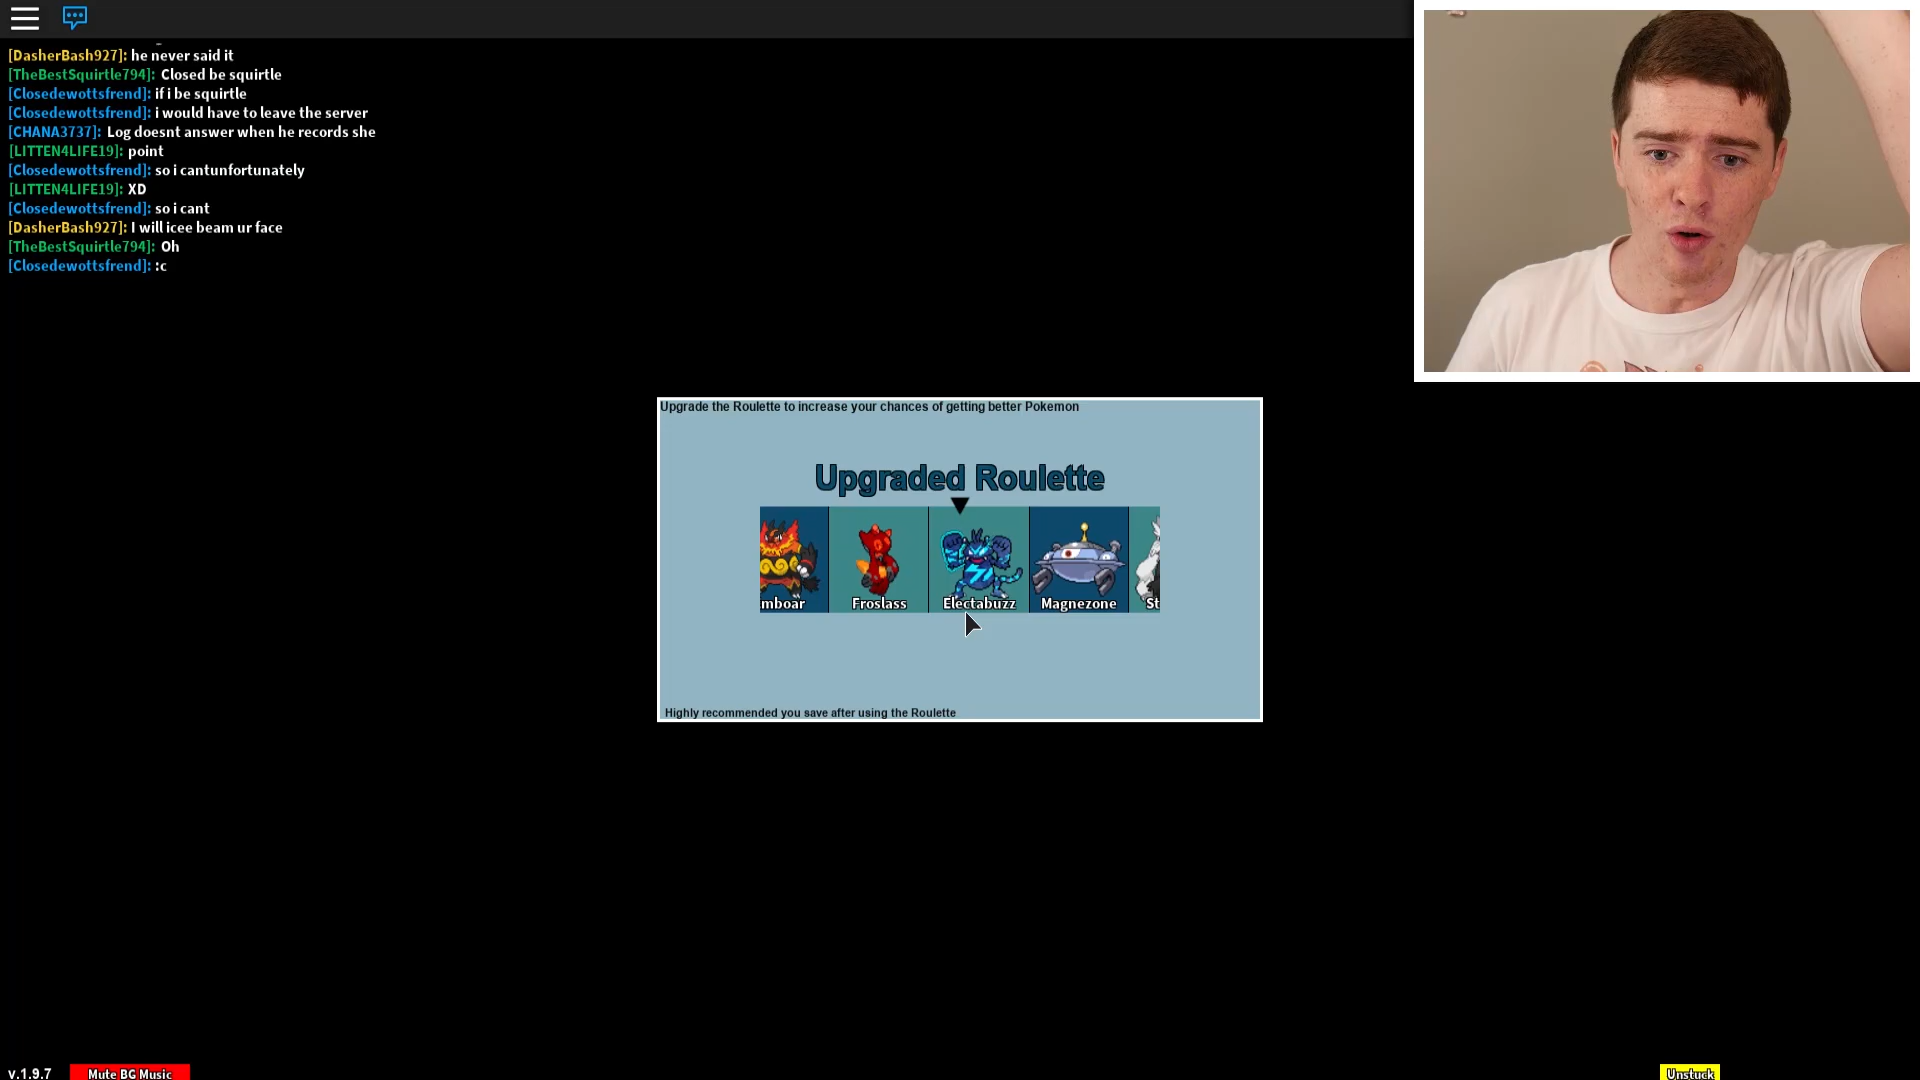 [DasherBash927]: he never said it
[TheBestSquirtle794]: Closed be squirtle
[Closedewottsfrend]: if i be squirtle
[Closedewottsfrend]: i would have to leave the server
[CHANA3737]: Log doesnt answer when he records she
[LITTEN4LIFE19]: point
[Closedewottsfrend]: so i cantunfortunately
[LITTEN4LIFE19]: XD
[Closedewottsfrend]: so i cant
[DasherBash927]: I will icee beam ur face
[TheBestSquirtle794]: Oh
[Closedewottsfrend]: :c
Upgrade the Roulette to increase your chances of getting better Pokemon
Upgraded Roulette
mboar Froslass Electabuzz Magnezone St
Highly recommended you save after using the Roulette
v.1.9.7 Mute BG Music Unstuck